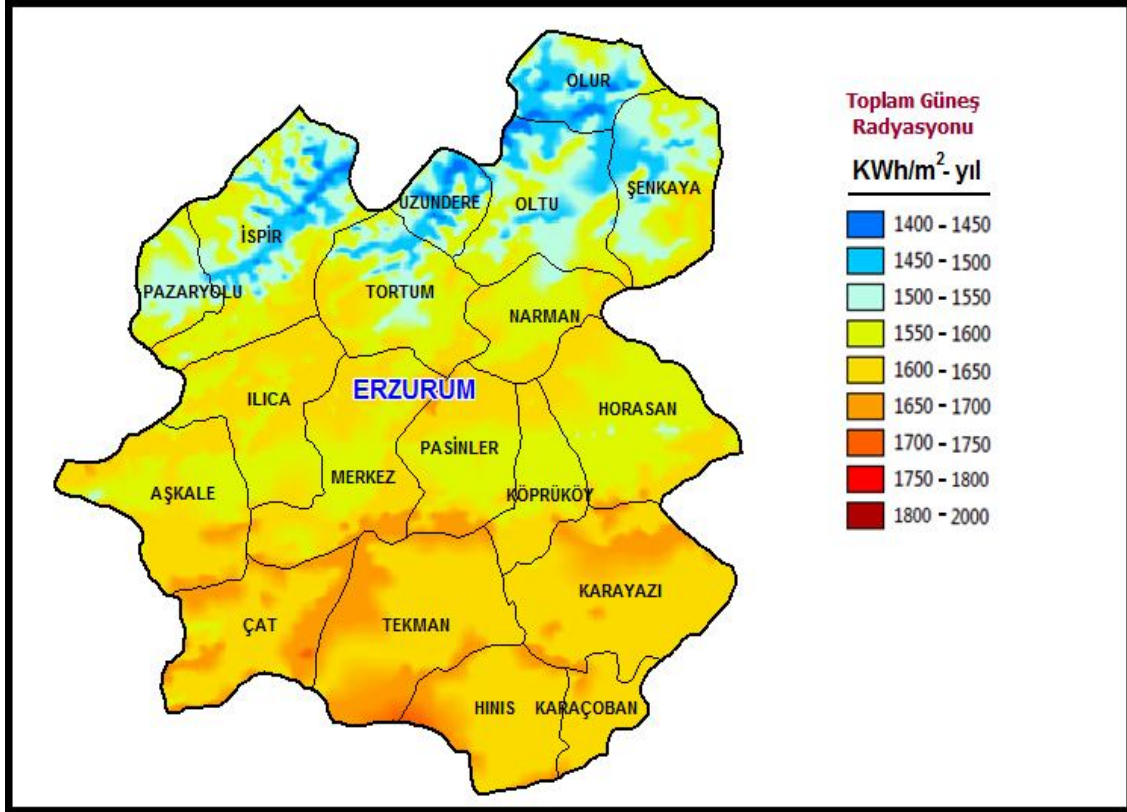 OLUR
ŞENKAYA
UZUNDERE
OLTU
İSPİR
PAZARYOLU
TORTUM
NARMAN
ERZURUM
ILICA
HORASAN
PASİNLER
MERKEZ
AŞKALE
KÖPRÜKÖY
KARAYAZI
ÇAT
TEKMAN
HINIS
KARAÇOBAN
Toplam Güneş
Radyasyonu
KWh/m²- yıl
1400 - 1450
1450 - 1500
1500 - 1550
1550 - 1600
1600 - 1650
1650 - 1700
1700 - 1750
1750 - 1800
1800 - 2000